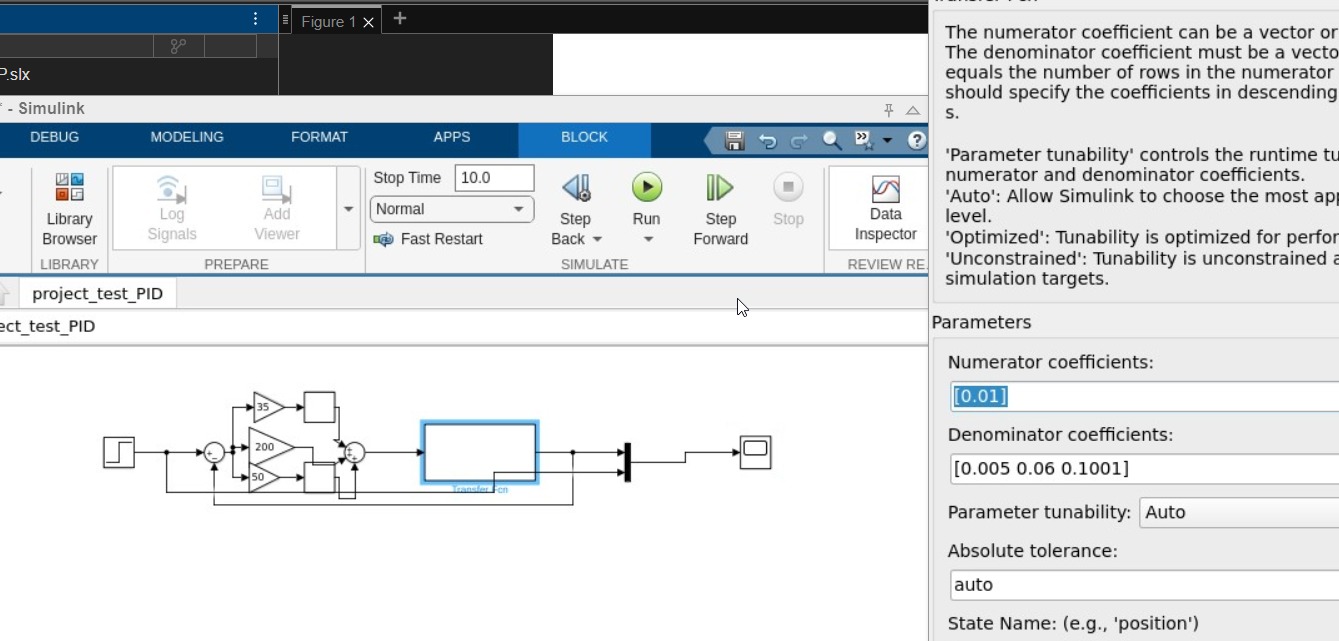 Figure 1
P.slx
- Simulink
DEBUG
MODELING
FORMAT
APPS
BLOCK
Library
Browser
LIBRARY
Log
Signals
Add
Viewer
PREPARE
Stop Time
10.0
Normal
Fast Restart
Step
Back
Run
Step
Forward
Stop
SIMULATE
Data
Inspector
REVIEW RE...
project_test_PID
ect_test_PID
35
200
50
The numerator coefficient can be a vector or
The denominator coefficient must be a vecto
equals the number of rows in the numerator
should specify the coefficients in descending
s.
'Parameter tunability' controls the runtime tu
numerator and denominator coefficients.
'Auto': Allow Simulink to choose the most app
level.
'Optimized': Tunability is optimized for perfor
'Unconstrained': Tunability is unconstrained a
simulation targets.
Parameters
Numerator coefficients:
[0.01]
Denominator coefficients:
[0.005 0.06 0.1001]
Parameter tunability: Auto
Absolute tolerance:
auto
State Name: (e.g., 'position')